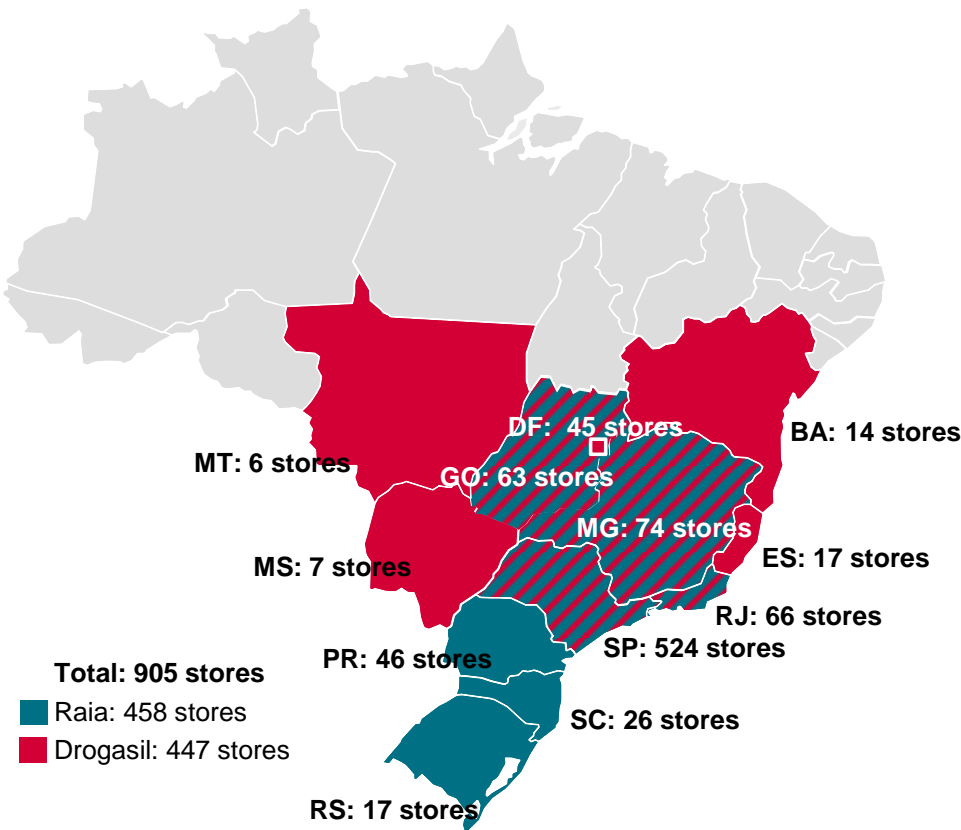 DF:  45 stores
BA: 14 stores
MT: 6 stores
GO: 63 stores
MG: 74 stores
ES: 17 stores
MS: 7 stores
RJ: 66 stores
SP: 524 stores
PR: 46 stores
Total: 905 stores
Raia: 458 stores
SC: 26 stores
Drogasil: 447 stores
RS: 17 stores